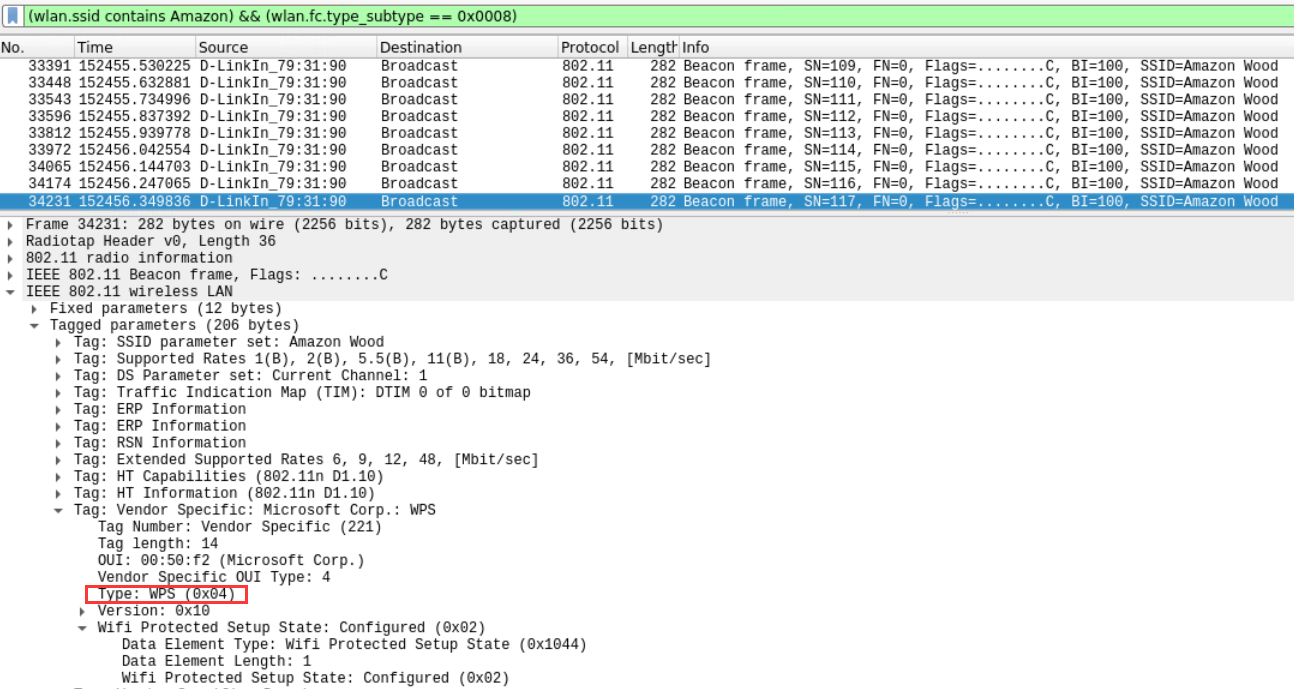 (wlan.ssid contains Amazon) && (wlan.fc.type_subtype == 0x0008)
No. Time Source Destination Protocol Length Info
33391 152455.530225 D-LinkIn_79:31:90 Broadcast 802.11 282 Beacon frame, SN=109, FN=0, Flags=........C, BI=100, SSID=Amazon Wood
33448 152455.632881 D-LinkIn_79:31:90 Broadcast 802.11 282 Beacon frame, SN=110, FN=0, Flags=........C, BI=100, SSID=Amazon Wood
33543 152455.734996 D-LinkIn_79:31:90 Broadcast 802.11 282 Beacon frame, SN=111, FN=0, Flags=........C, BI=100, SSID=Amazon Wood
33596 152455.837392 D-LinkIn_79:31:90 Broadcast 802.11 282 Beacon frame, SN=112, FN=0, Flags=........C, BI=100, SSID=Amazon Wood
33812 152455.939778 D-LinkIn_79:31:90 Broadcast 802.11 282 Beacon frame, SN=113, FN=0, Flags=........C, BI=100, SSID=Amazon Wood
33972 152456.042554 D-LinkIn_79:31:90 Broadcast 802.11 282 Beacon frame, SN=114, FN=0, Flags=........C, BI=100, SSID=Amazon Wood
34065 152456.144703 D-LinkIn_79:31:90 Broadcast 802.11 282 Beacon frame, SN=115, FN=0, Flags=........C, BI=100, SSID=Amazon Wood
34174 152456.247065 D-LinkIn_79:31:90 Broadcast 802.11 282 Beacon frame, SN=116, FN=0, Flags=........C, BI=100, SSID=Amazon Wood
34231 152456.349836 D-LinkIn_79:31:90 Broadcast 802.11 282 Beacon frame, SN=117, FN=0, Flags=........C, BI=100, SSID=Amazon Wood
Frame 34231: 282 bytes on wire (2256 bits), 282 bytes captured (2256 bits)
Radiotap Header v0, Length 36
802.11 radio information
IEEE 802.11 Beacon frame, Flags: ........C
IEEE 802.11 wireless LAN
Fixed parameters (12 bytes)
Tagged parameters (206 bytes)
Tag: SSID parameter set: Amazon Wood
Tag: Supported Rates 1(B), 2(B), 5.5(B), 11(B), 18, 24, 36, 54, [Mbit/sec]
Tag: DS Parameter set: Current Channel: 1
Tag: Traffic Indication Map (TIM): DTIM 0 of 0 bitmap
Tag: ERP Information
Tag: ERP Information
Tag: RSN Information
Tag: Extended Supported Rates 6, 9, 12, 48, [Mbit/sec]
Tag: HT Capabilities (802.11n D1.10)
Tag: HT Information (802.11n D1.10)
Tag: Vendor Specific: Microsoft Corp.: WPS
Tag Number: Vendor Specific (221)
Tag length: 14
OUI: 00:50:f2 (Microsoft Corp.)
Vendor Specific OUI Type: 4
Type: WPS (0x04)
Version: 0x10
Wifi Protected Setup State: Configured (0x02)
Data Element Type: Wifi Protected Setup State (0x1044)
Data Element Length: 1
Wifi Protected Setup State: Configured (0x02)